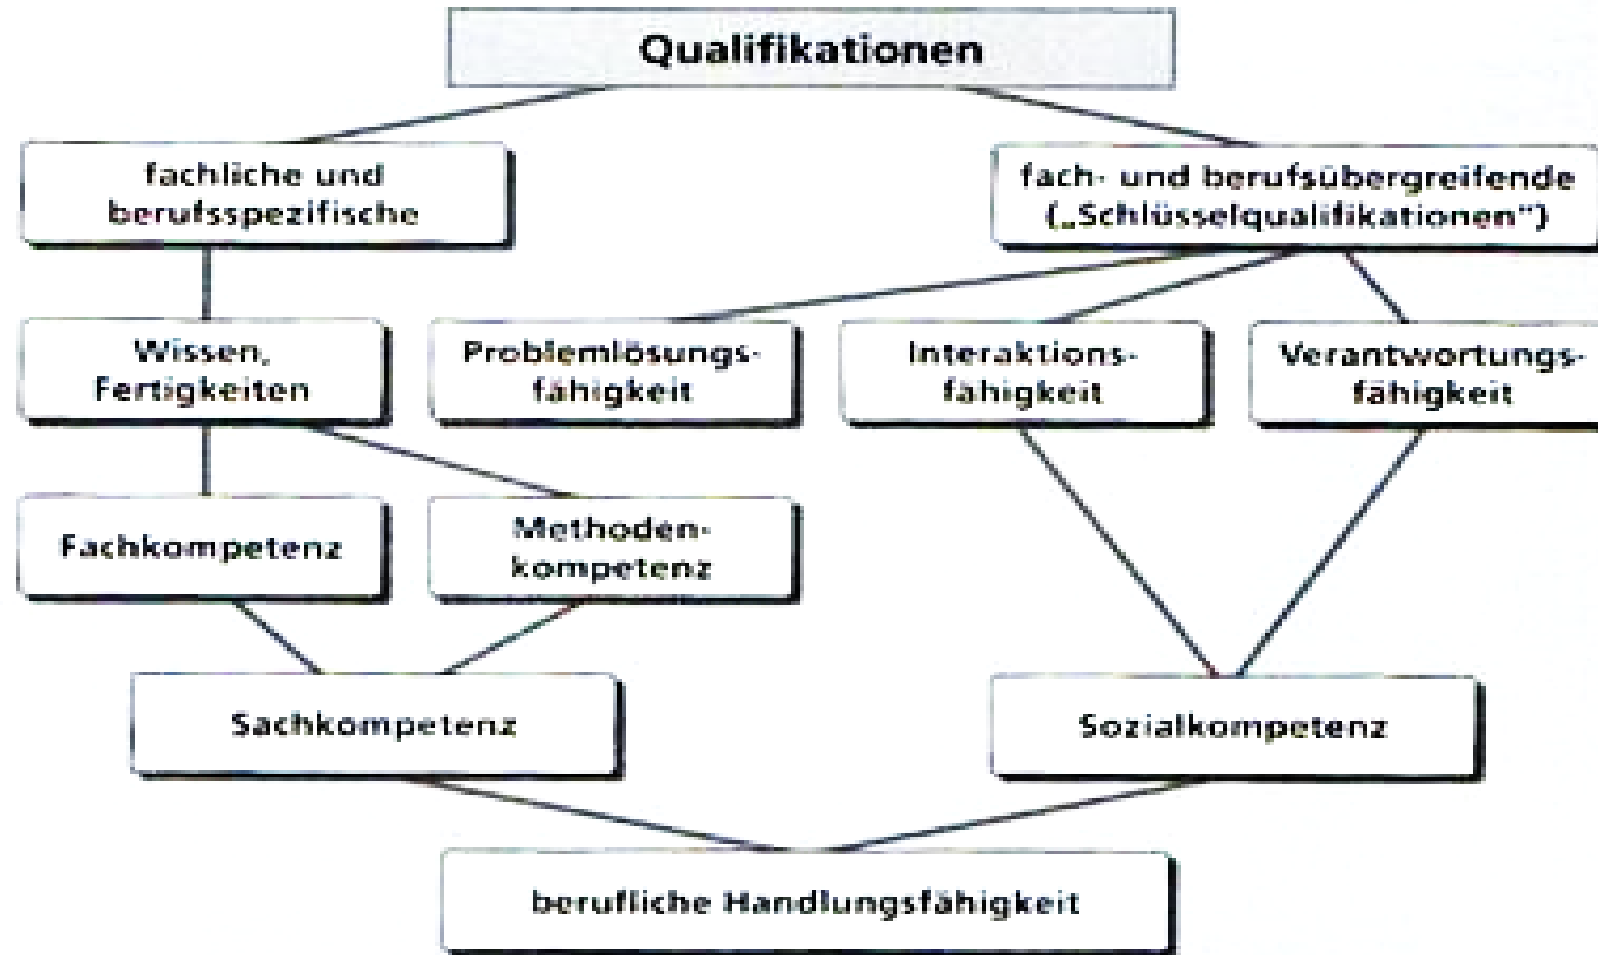 Qualifikationen
fachliche und
berufsspezifische
fach- und berufsübergreifende
(„Schlüsselqualifikationen")
Wissen,
Fertigkeiten
Problemlösungs-
fähigkeit
Interaktions-
fähigkeit
Verantwortungs-
fähigkeit
Fachkompetenz
Methoden-
kompetenz
Sachkompetenz
Sozialkompetenz
berufliche Handlungsfähigkeit